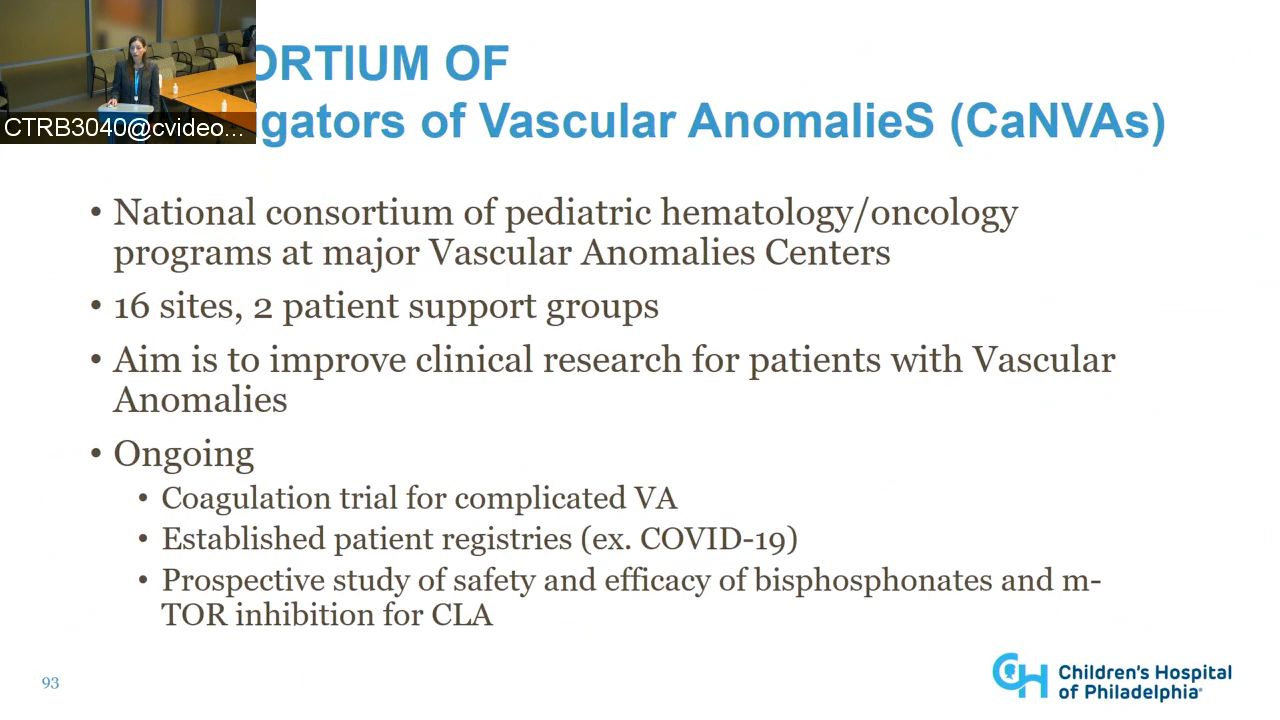 ORTIUM OF
CTRB3040@cvideo...
gators of Vascular AnomalieS (CaNVAs)
• National consortium of pediatric hematology/oncology
programs at major Vascular Anomalies Centers
• 16 sites, 2 patient support groups
• Aim is to improve clinical research for patients with Vascular
Anomalies
• Ongoing
• Coagulation trial for complicated VA
• Established patient registries (ex. COVID-19)
• Prospective study of safety and efficacy of bisphosphonates and m-
TOR inhibition for CLA
93
CH
Children's Hospital
of Philadelphia